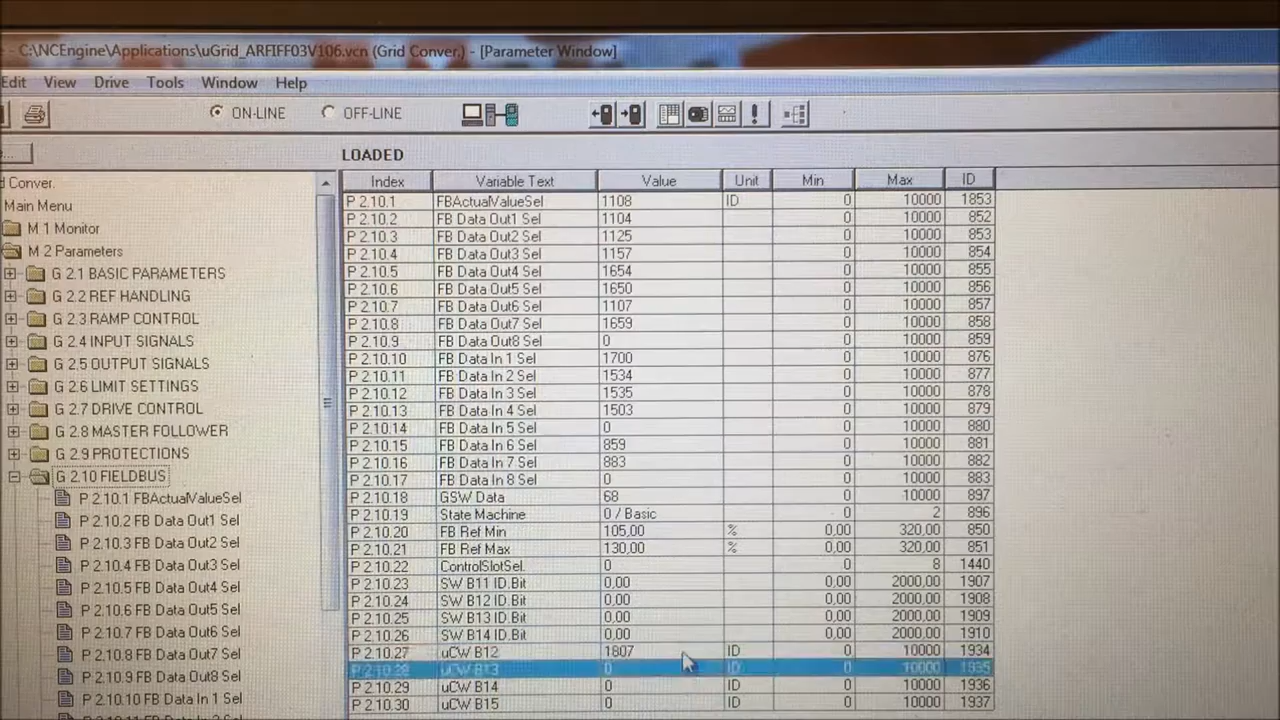 C:\NCEngine\Applications\uGrid_ARFIFF03V106.vcn (Grid Conver.) - [Parameter Window]
Edit View Drive Tools Window Help
ON-LINE OFF-LINE
LOADED
Index Variable Text Value Unit Min Max ID
P 2.10.1 FBActualValueSel 1108 ID 0 10000 1853
P 2.10.2 FB Data Out1 Sel 1104 0 10000 852
P 2.10.3 FB Data Out2 Sel 1125 0 10000 853
P 2.10.4 FB Data Out3 Sel 1157 0 10000 854
P 2.10.5 FB Data Out4 Sel 1654 0 10000 855
P 2.10.6 FB Data Out5 Sel 1650 0 10000 856
P 2.10.7 FB Data Out6 Sel 1107 0 10000 857
P 2.10.8 FB Data Out7 Sel 1659 0 10000 858
P 2.10.9 FB Data Out8 Sel 0 0 10000 859
P 2.10.10 FB Data In 1 Sel 1700 0 10000 876
P 2.10.11 FB Data In 2 Sel 1534 0 10000 877
P 2.10.12 FB Data In 3 Sel 1535 0 10000 878
P 2.10.13 FB Data In 4 Sel 1503 0 10000 879
P 2.10.14 FB Data In 5 Sel 0 0 10000 880
P 2.10.15 FB Data In 6 Sel 859 0 10000 881
P 2.10.16 FB Data In 7 Sel 883 0 10000 882
P 2.10.17 FB Data In 8 Sel 0 0 10000 883
P 2.10.18 GSW Data 68 0 10000 897
P 2.10.19 State Machine 0 / Basic 0 2 896
P 2.10.20 FB Ref Min 105,00 % 0,00 320,00 850
P 2.10.21 FB Ref Max 130,00 % 0,00 320,00 851
P 2.10.22 ControlSlotSel. 0 0 8 1440
P 2.10.23 SW B11 ID.Bit 0,00 0,00 2000,00 1907
P 2.10.24 SW B12 ID.Bit 0,00 0,00 2000,00 1908
P 2.10.25 SW B13 ID.Bit 0,00 0,00 2000,00 1909
P 2.10.26 SW B14 ID.Bit 0,00 0,00 2000,00 1910
P 2.10.27 uCW B12 1807 ID 0 10000 1934
P 2.10.28 uCW B13 0 ID 0 10000 1935
P 2.10.29 uCW B14 0 ID 0 10000 1936
P 2.10.30 uCW B15 0 ID 0 10000 1937
d Conver.
Main Menu
M 1 Monitor
M 2 Parameters
G 2.1 BASIC PARAMETERS
G 2.2 REF HANDLING
G 2.3 RAMP CONTROL
G 2.4 INPUT SIGNALS
G 2.5 OUTPUT SIGNALS
G 2.6 LIMIT SETTINGS
G 2.7 DRIVE CONTROL
G 2.8 MASTER FOLLOWER
G 2.9 PROTECTIONS
G 2.10 FIELDBUS
P 2.10.1 FBActualValueSel
P 2.10.2 FB Data Out1 Sel
P 2.10.3 FB Data Out2 Sel
P 2.10.4 FB Data Out3 Sel
P 2.10.5 FB Data Out4 Sel
P 2.10.6 FB Data Out5 Sel
P 2.10.7 FB Data Out6 Sel
P 2.10.8 FB Data Out7 Sel
P 2.10.9 FB Data Out8 Sel
P 2.10.10 FB Data In 1 Sel